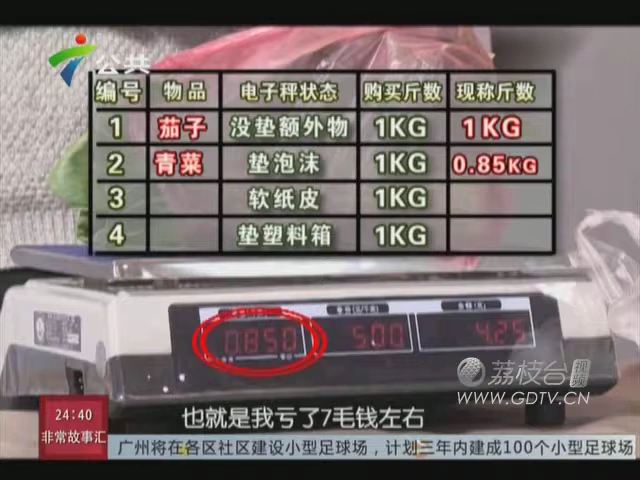 公共
编号 物品 电子秤状态 购买斤数 现称斤数
1 茄子 没垫额外物 1KG 1KG
2 青菜 垫泡沫 1KG 0.85KG
3 软纸皮 1KG
4 垫塑料箱 1KG
0.850 5.00 4.25
荔枝台 视频
WWW.GDTV.CN
也就是我亏了7毛钱左右
24:40
非常故事汇
广州将在各区社区建设小型足球场，计划三年内建成100个小型足球场